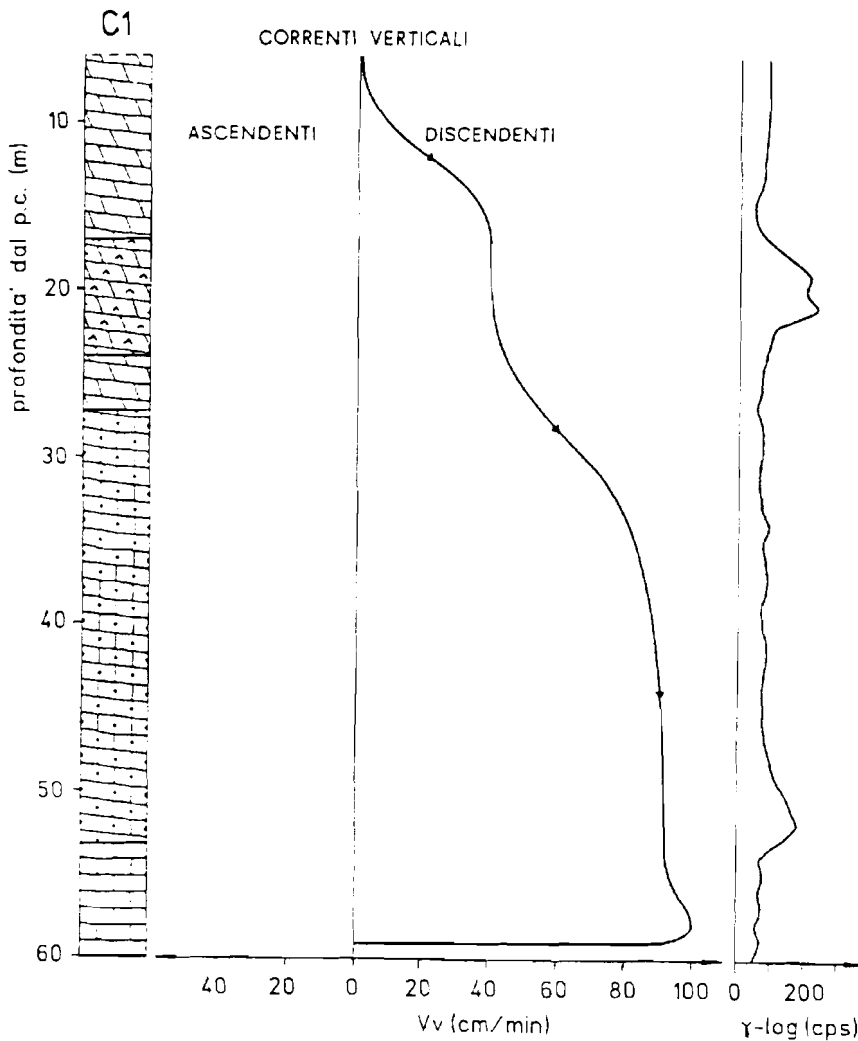 C1
CORRENTI VERTICALI
ASCENDENTI
DISCENDENTI
profondita' dal p.c. (m)
10
20
30
40
50
60
40 20 0 20 40 60 80 100
Vv (cm/min)
0 200
γ-log (cps)